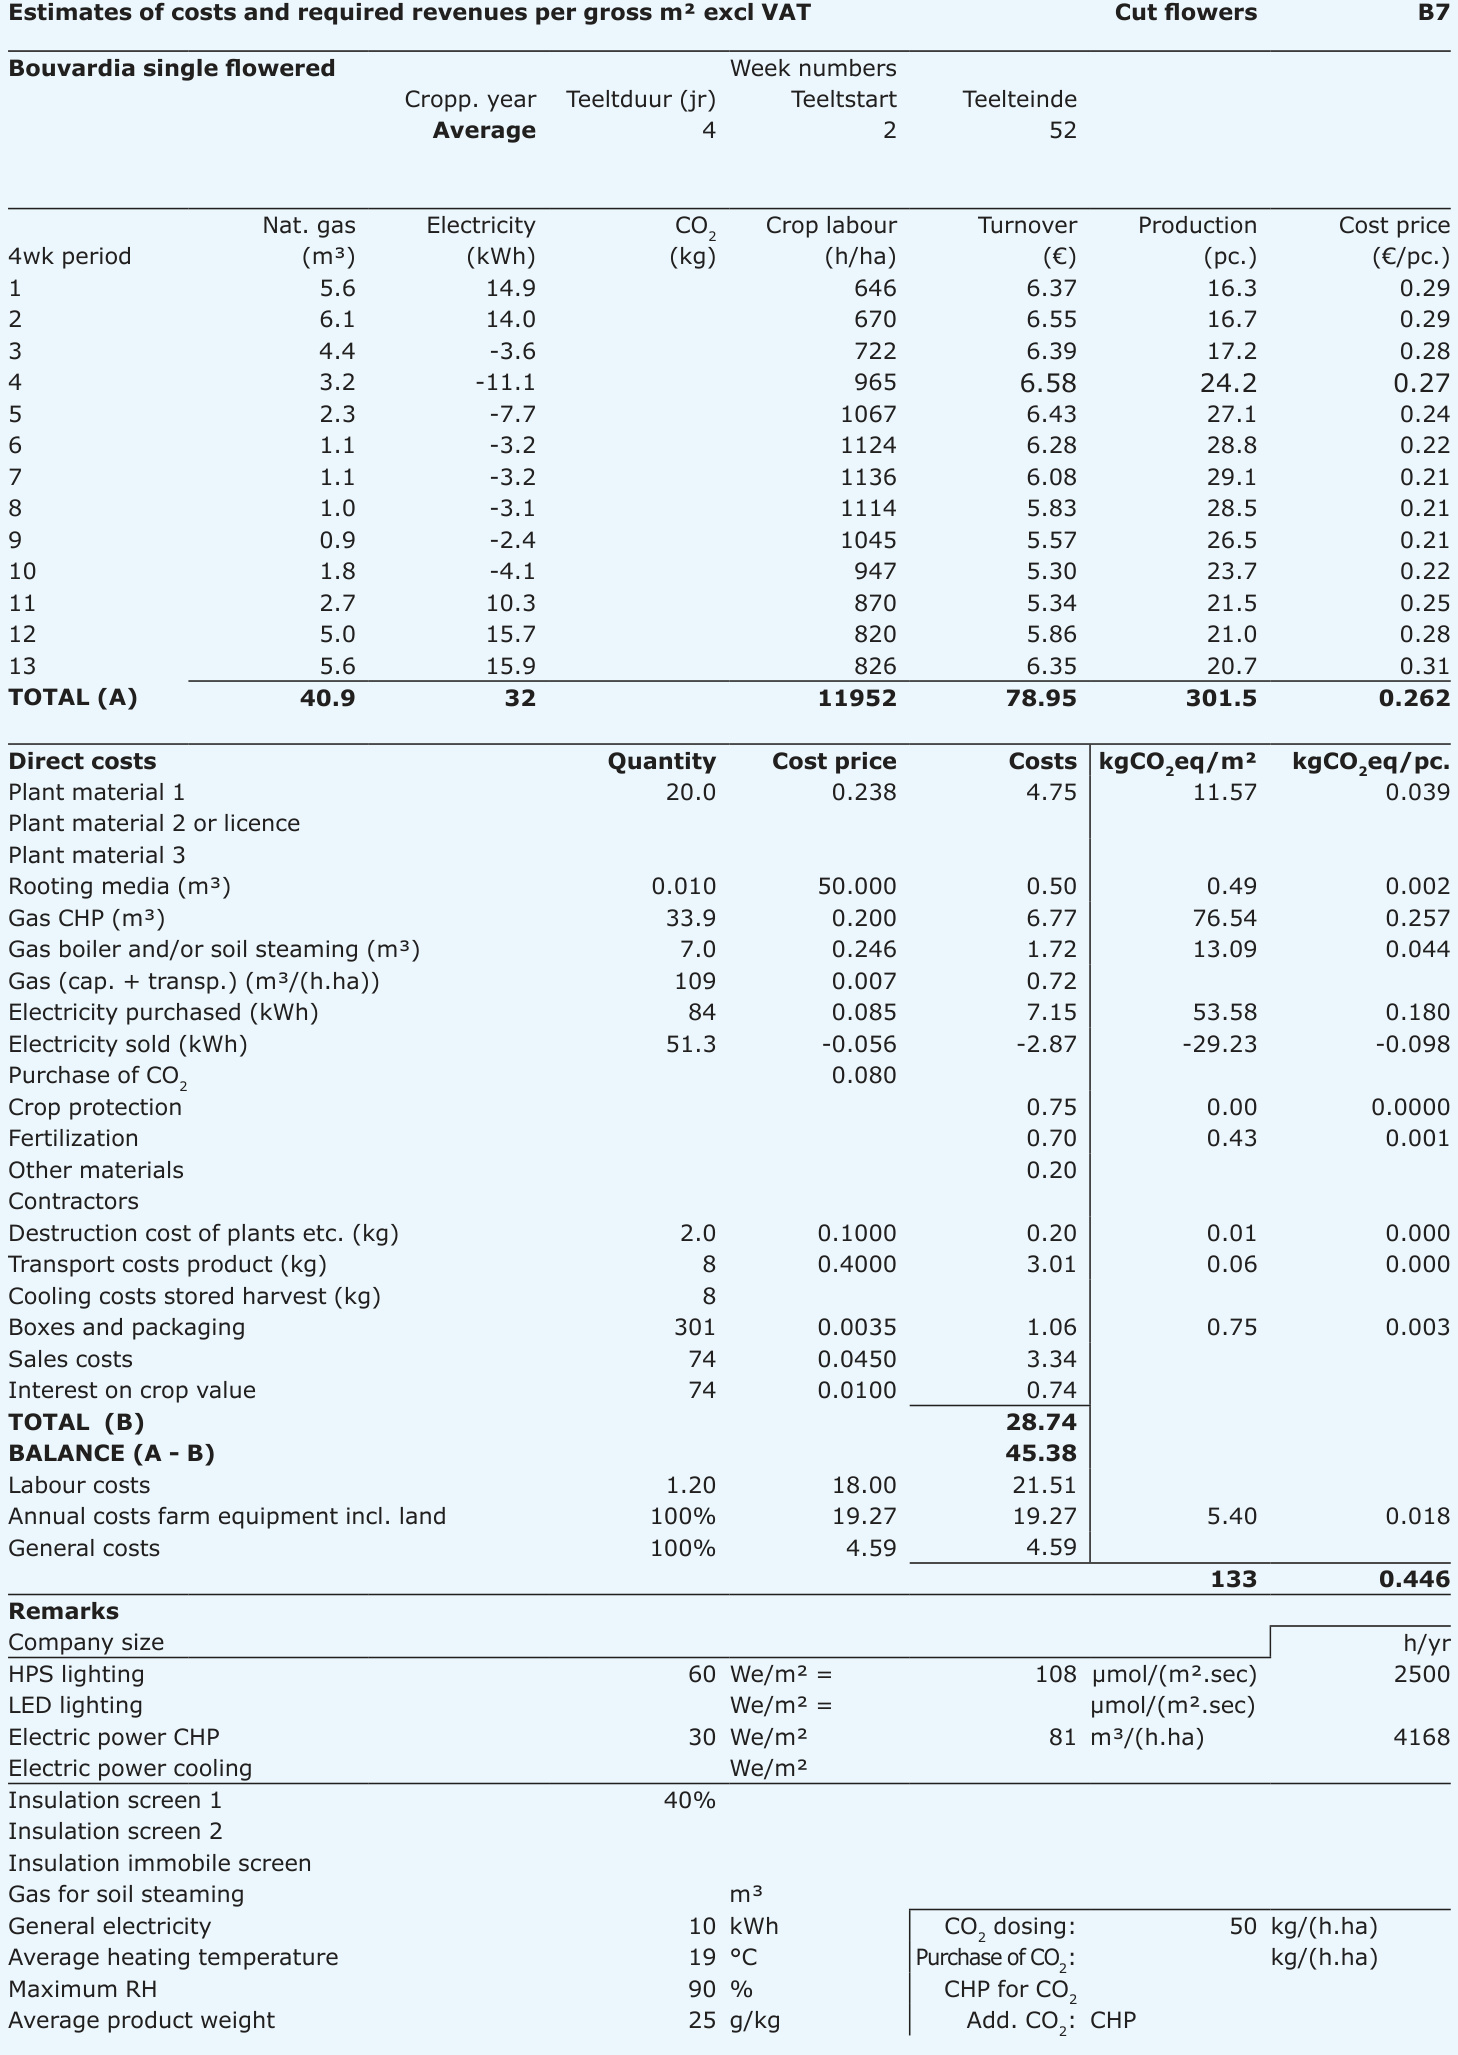 Estimates of costs and required revenues per gross m² excl VAT Cut flowers B7
Bouvardia single flowered Week numbers
Cropp. year Teeltduur (jr) Teeltstart Teelteinde
Average 4 2 52
Nat. gas Electricity CO₂ Crop labour Turnover Production Cost price
4wk period (m³) (kWh) (kg) (h/ha) (€) (pc.) (€/pc.)
1 5.6 14.9 646 6.37 16.3 0.29
2 6.1 14.0 670 6.55 16.7 0.29
3 4.4 -3.6 722 6.39 17.2 0.28
4 3.2 -11.1 965 6.58 24.2 0.27
5 2.3 -7.7 1067 6.43 27.1 0.24
6 1.1 -3.2 1124 6.28 28.8 0.22
7 1.1 -3.2 1136 6.08 29.1 0.21
8 1.0 -3.1 1114 5.83 28.5 0.21
9 0.9 -2.4 1045 5.57 26.5 0.21
10 1.8 -4.1 947 5.30 23.7 0.22
11 2.7 10.3 870 5.34 21.5 0.25
12 5.0 15.7 820 5.86 21.0 0.28
13 5.6 15.9 826 6.35 20.7 0.31
TOTAL (A) 40.9 32 11952 78.95 301.5 0.262
Direct costs Quantity Cost price Costs kgCO₂eq/m² kgCO₂eq/pc.
Plant material 1 20.0 0.238 4.75 11.57 0.039
Plant material 2 or licence
Plant material 3
Rooting media (m³) 0.010 50.000 0.50 0.49 0.002
Gas CHP (m³) 33.9 0.200 6.77 76.54 0.257
Gas boiler and/or soil steaming (m³) 7.0 0.246 1.72 13.09 0.044
Gas (cap. + transp.) (m³/(h.ha)) 109 0.007 0.72
Electricity purchased (kWh) 84 0.085 7.15 53.58 0.180
Electricity sold (kWh) 51.3 -0.056 -2.87 -29.23 -0.098
Purchase of CO₂ 0.080
Crop protection 0.75 0.00 0.0000
Fertilization 0.70 0.43 0.001
Other materials 0.20
Contractors
Destruction cost of plants etc. (kg) 2.0 0.1000 0.20 0.01 0.000
Transport costs product (kg) 8 0.4000 3.01 0.06 0.000
Cooling costs stored harvest (kg) 8
Boxes and packaging 301 0.0035 1.06 0.75 0.003
Sales costs 74 0.0450 3.34
Interest on crop value 74 0.0100 0.74
TOTAL (B) 28.74
BALANCE (A - B) 45.38
Labour costs 1.20 18.00 21.51
Annual costs farm equipment incl. land 100% 19.27 19.27 5.40 0.018
General costs 100% 4.59 4.59
133 0.446
Remarks
Company size h/yr
HPS lighting 60 We/m² = 108 µmol/(m².sec) 2500
LED lighting We/m² = µmol/(m².sec)
Electric power CHP 30 We/m² 81 m³/(h.ha) 4168
Electric power cooling We/m²
Insulation screen 1 40%
Insulation screen 2
Insulation immobile screen
Gas for soil steaming m³
General electricity 10 kWh CO₂ dosing: 50 kg/(h.ha)
Average heating temperature 19 °C Purchase of CO₂: kg/(h.ha)
Maximum RH 90 % CHP for CO₂
Average product weight 25 g/kg Add. CO₂: CHP